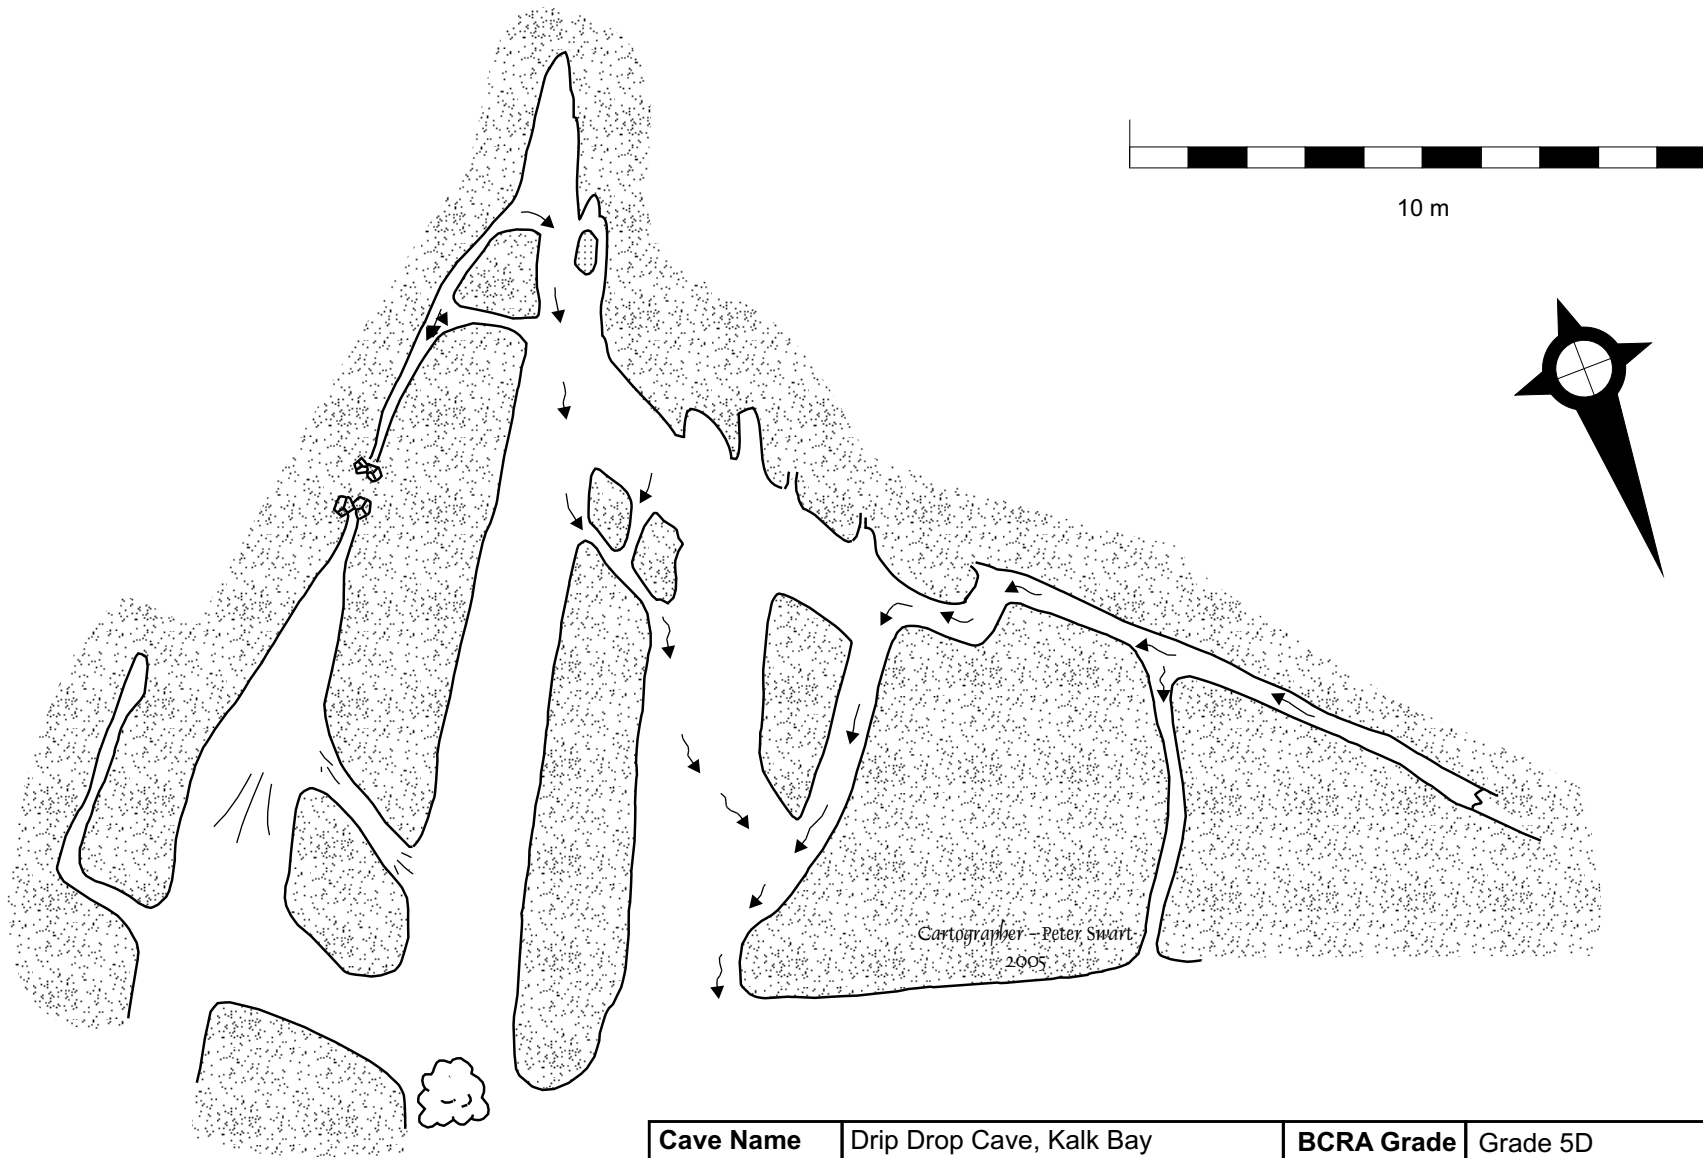 10 m
Cartographer - Peter Swart
2005
Cave Name Drip Drop Cave, Kalk Bay BCRA Grade Grade 5D